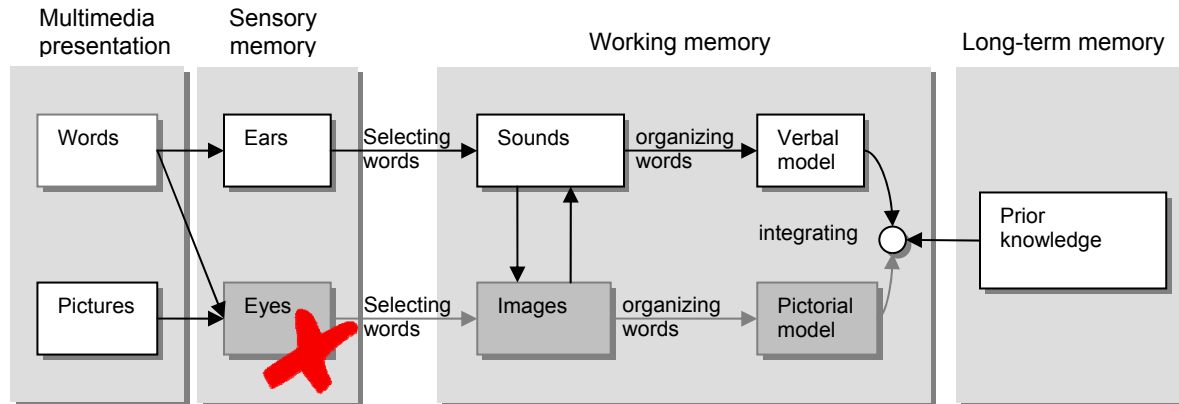 Multimedia
presentation
Sensory
memory
Working memory
Long-term memory
Words
Ears
Selecting
words
Sounds
organizing
words
Verbal
model
integrating
Prior
knowledge
Pictures
Eyes
Selecting
words
Images
organizing
words
Pictorial
model